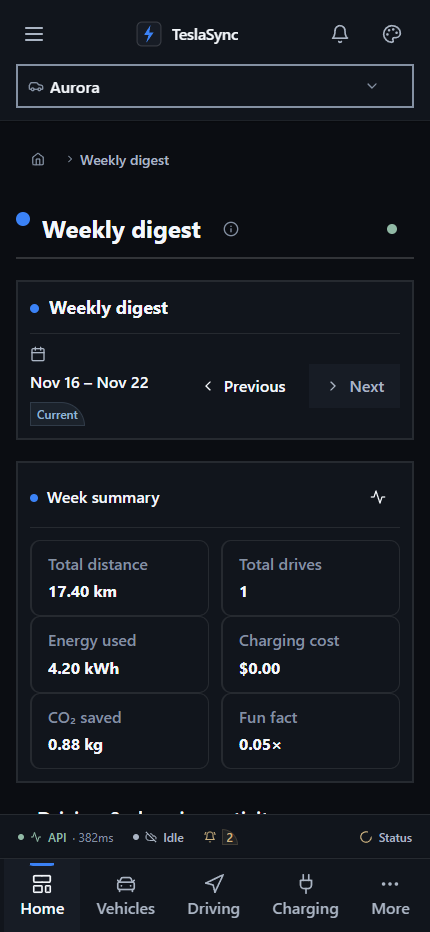 TeslaSync
Aurora
Weekly digest
Weekly digest
Weekly digest
Nov 16 – Nov 22
Current
Previous
Next
Week summary
Total distance
17.40 km
Total drives
1
Energy used
4.20 kWh
Charging cost
$0.00
CO₂ saved
0.88 kg
Fun fact
0.05×
API · 382ms
Idle
2
Status
Home
Vehicles
Driving
Charging
More